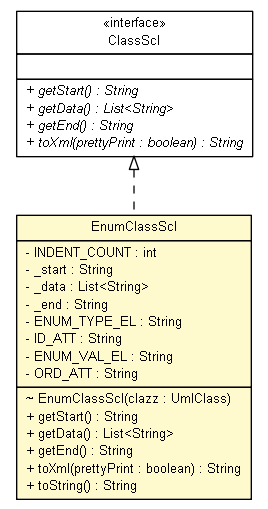 «interface»
ClassScl
+ getStart() : String
+ getData() : List<String>
+ getEnd() : String
+ toXml(prettyPrint : boolean) : String
EnumClassScl
- INDENT_COUNT : int
- _start : String
- _data : List<String>
- _end : String
- ENUM_TYPE_EL : String
- ID_ATT : String
- ENUM_VAL_EL : String
- ORD_ATT : String
~ EnumClassScl(clazz : UmlClass)
+ getStart() : String
+ getData() : List<String>
+ getEnd() : String
+ toXml(prettyPrint : boolean) : String
+ toString() : String